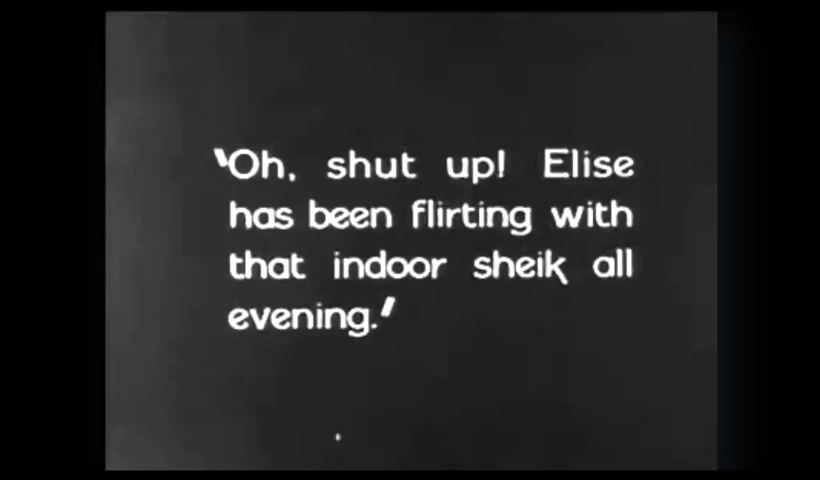 "Oh, shut up! Elise
has been flirting with
that indoor sheik all
evening."